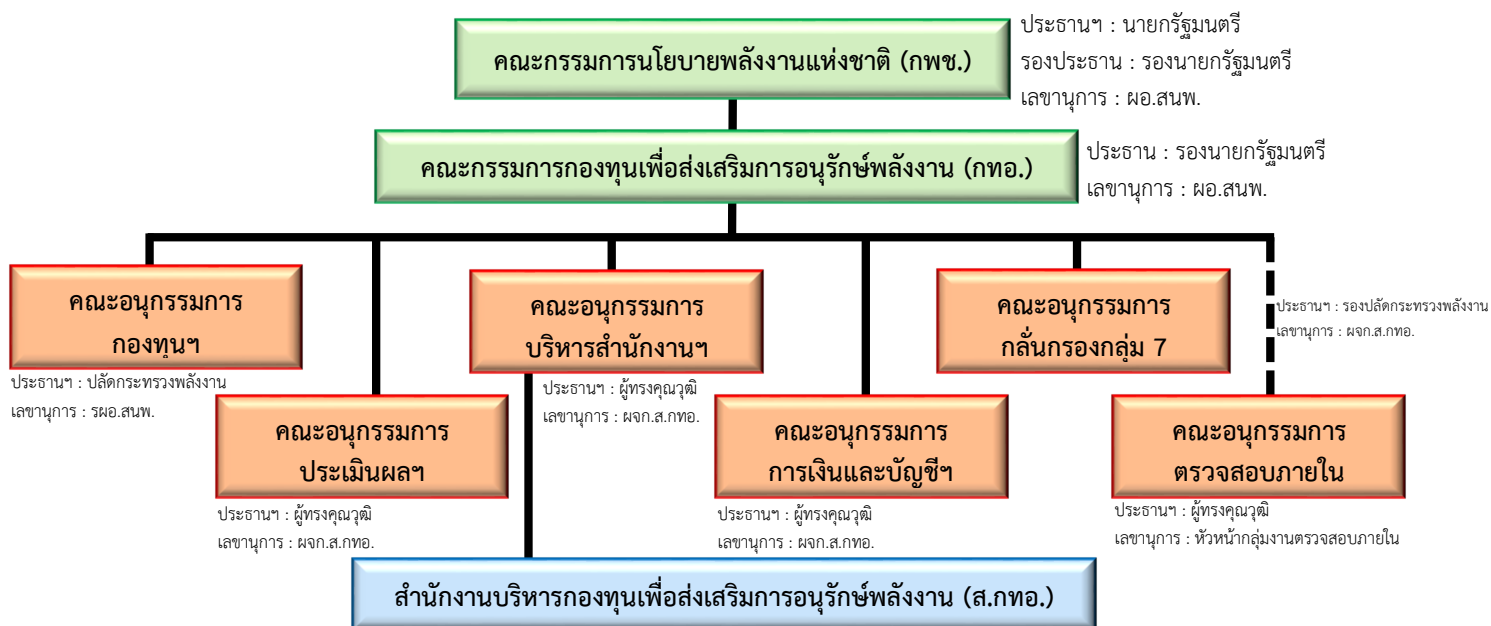 คณะกรรมการนโยบายพลังงานแห่งชาติ (กพช.)
ประธานฯ : นายกรัฐมนตรี
รองประธาน : รองนายกรัฐมนตรี
เลขานุการ : ผอ.สนพ.
คณะกรรมการกองทุนเพื่อส่งเสริมการอนุรักษ์พลังงาน (กทอ.)
ประธาน : รองนายกรัฐมนตรี
เลขานุการ : ผอ.สนพ.
คณะอนุกรรมการ
กองทุนฯ
ประธานฯ : ปลัดกระทรวงพลังงาน
เลขานุการ : รผอ.สนพ.
คณะอนุกรรมการ
บริหารสำนักงานฯ
ประธานฯ : ผู้ทรงคุณวุฒิ
เลขานุการ : ผจก.ส.กทอ.
คณะอนุกรรมการ
กลั่นกรองกลุ่ม 7
ประธานฯ : รองปลัดกระทรวงพลังงาน
เลขานุการ : ผจก.ส.กทอ.
คณะอนุกรรมการ
ประเมินผลฯ
ประธานฯ : ผู้ทรงคุณวุฒิ
เลขานุการ : ผจก.ส.กทอ.
คณะอนุกรรมการ
การเงินและบัญชีฯ
ประธานฯ : ผู้ทรงคุณวุฒิ
เลขานุการ : ผจก.ส.กทอ.
คณะอนุกรรมการ
ตรวจสอบภายใน
ประธานฯ : ผู้ทรงคุณวุฒิ
เลขานุการ : หัวหน้ากลุ่มงานตรวจสอบภายใน
สำนักงานบริหารกองทุนเพื่อส่งเสริมการอนุรักษ์พลังงาน (ส.กทอ.)